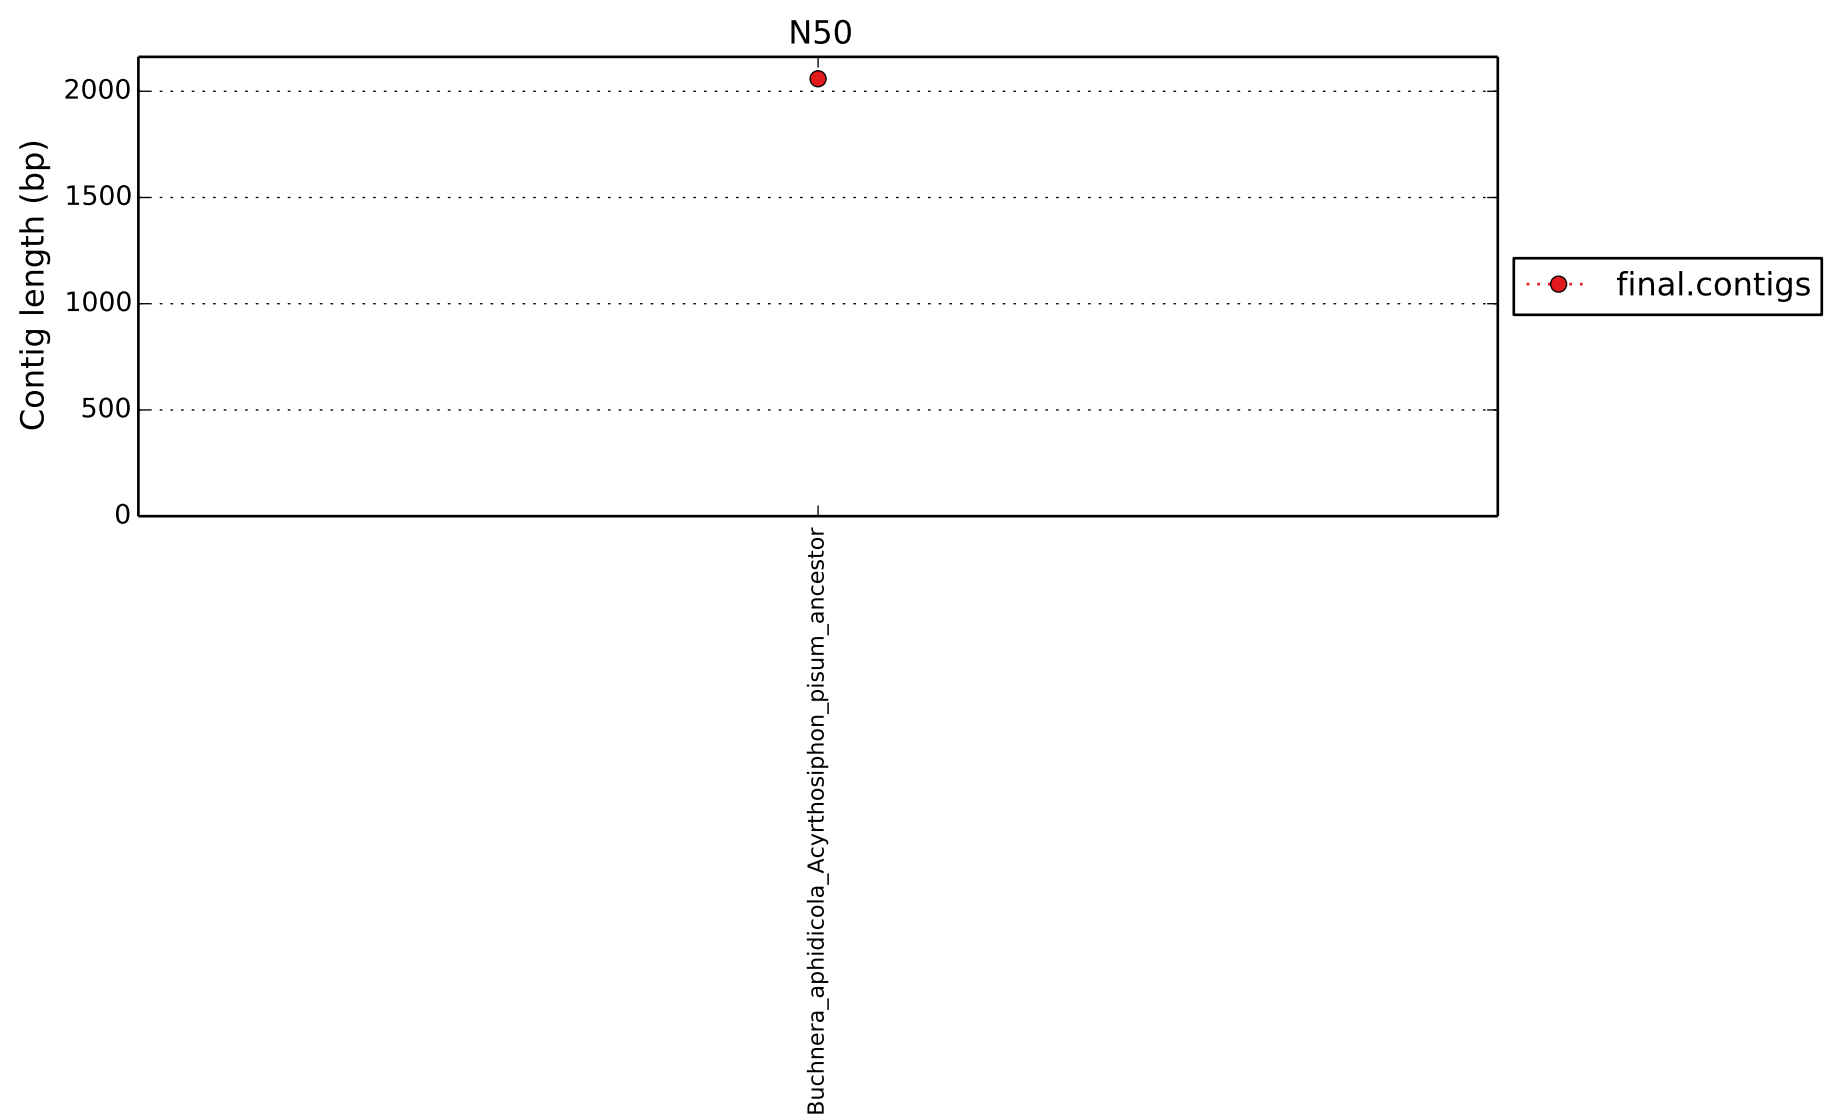 N50
Contig length (bp)
2000
1500
1000
500
0
final.contigs
Buchnera_aphidicola_Acyrthosiphon_pisum_ancestor